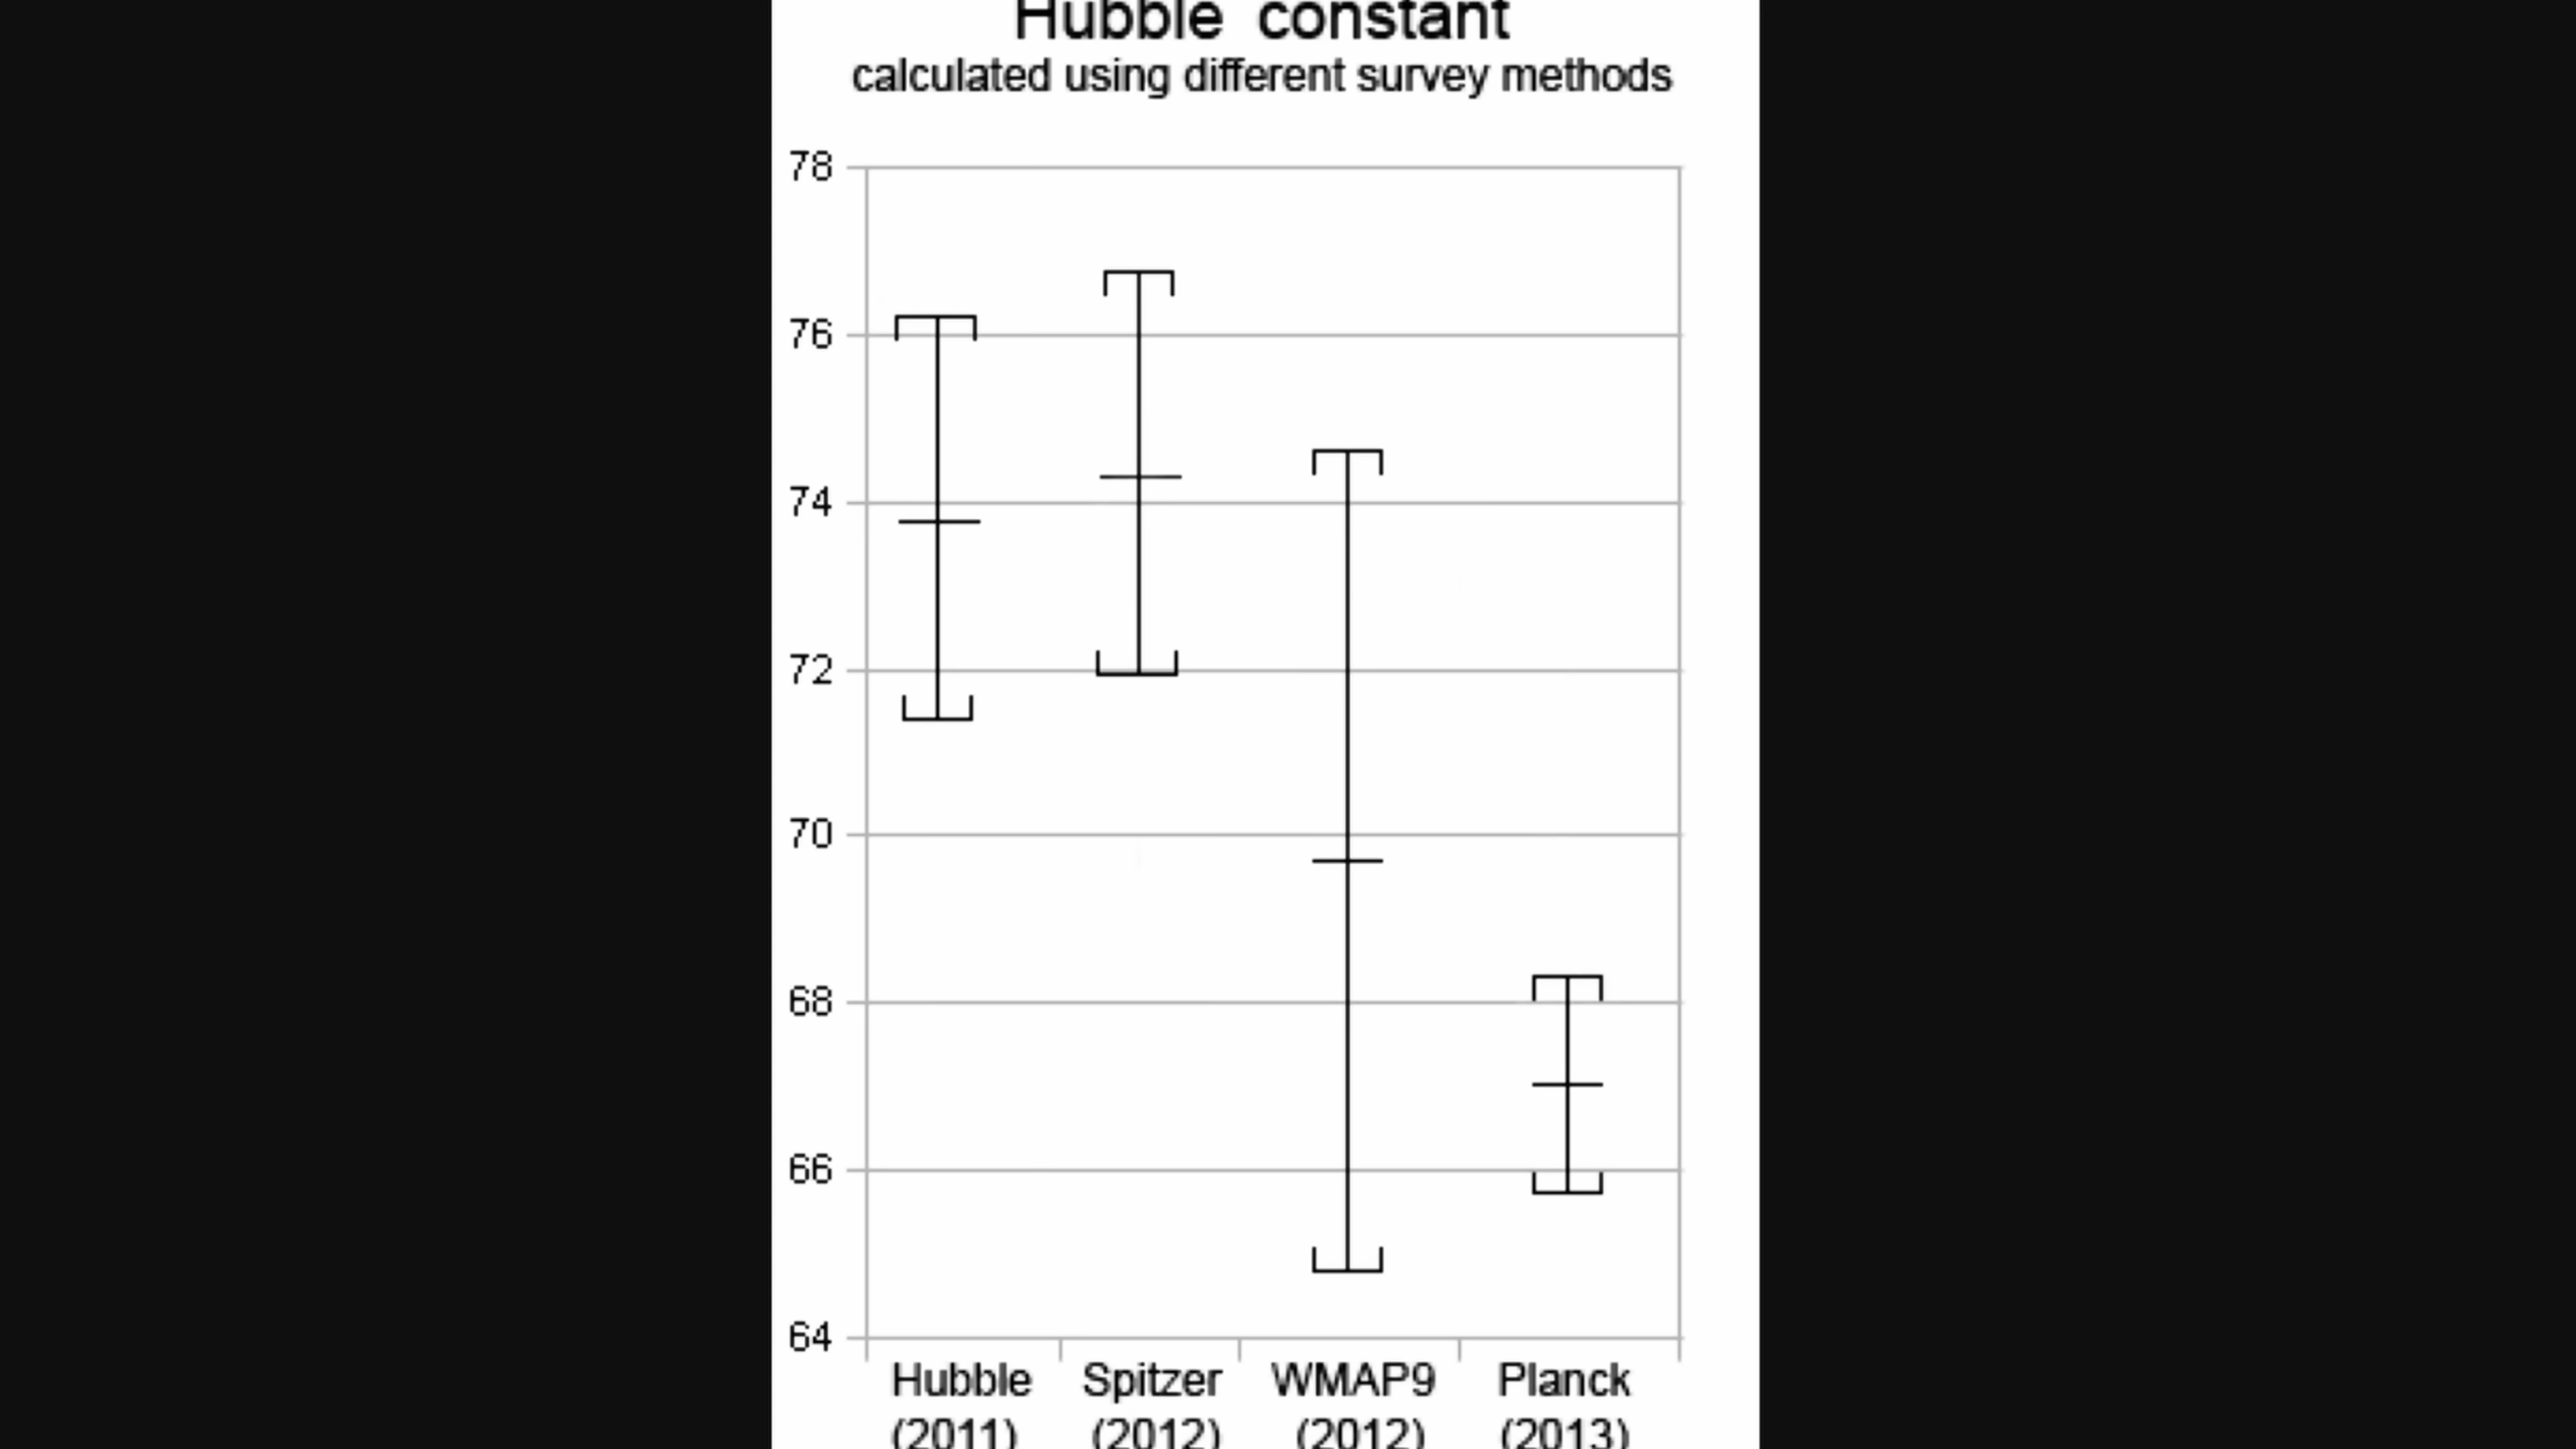 Hubble constant
calculated using different survey methods
78
76
74
72
70
68
66
64
Hubble Spitzer WMAP9 Planck
(2011) (2012) (2012) (2013)